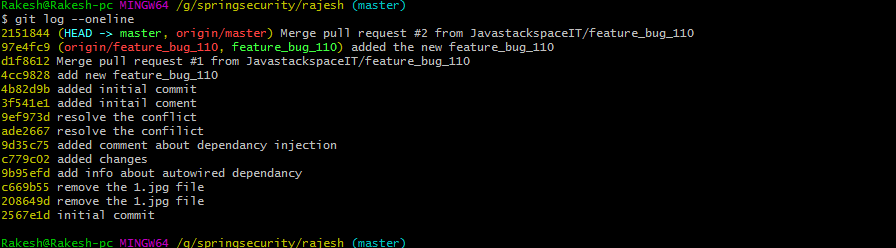 Rakesh@Rakesh-pc MINGW64 /g/springsecurity/rajesh (master)
$ git log --oneline
2151844 (HEAD -> master, origin/master) Merge pull request #2 from JavastackspaceIT/feature_bug_110
97e4fc9 (origin/feature_bug_110, feature_bug_110) added the new feature_bug_110
d1f8612 Merge pull request #1 from JavastackspaceIT/feature_bug_110
4cc9828 add new feature_bug_110
4b82d9b added initial commit
3f541e1 added initail coment
9ef973d resolve the conflict
ade2667 resolve the confilict
9d35c75 added comment about dependancy injection
c779c02 added changes
9b95efd add info about autowired dependancy
c669b55 remove the 1.jpg file
208649d remove the 1.jpg file
2567e1d initial commit
Rakesh@Rakesh-pc MINGW64 /g/springsecurity/rajesh (master)